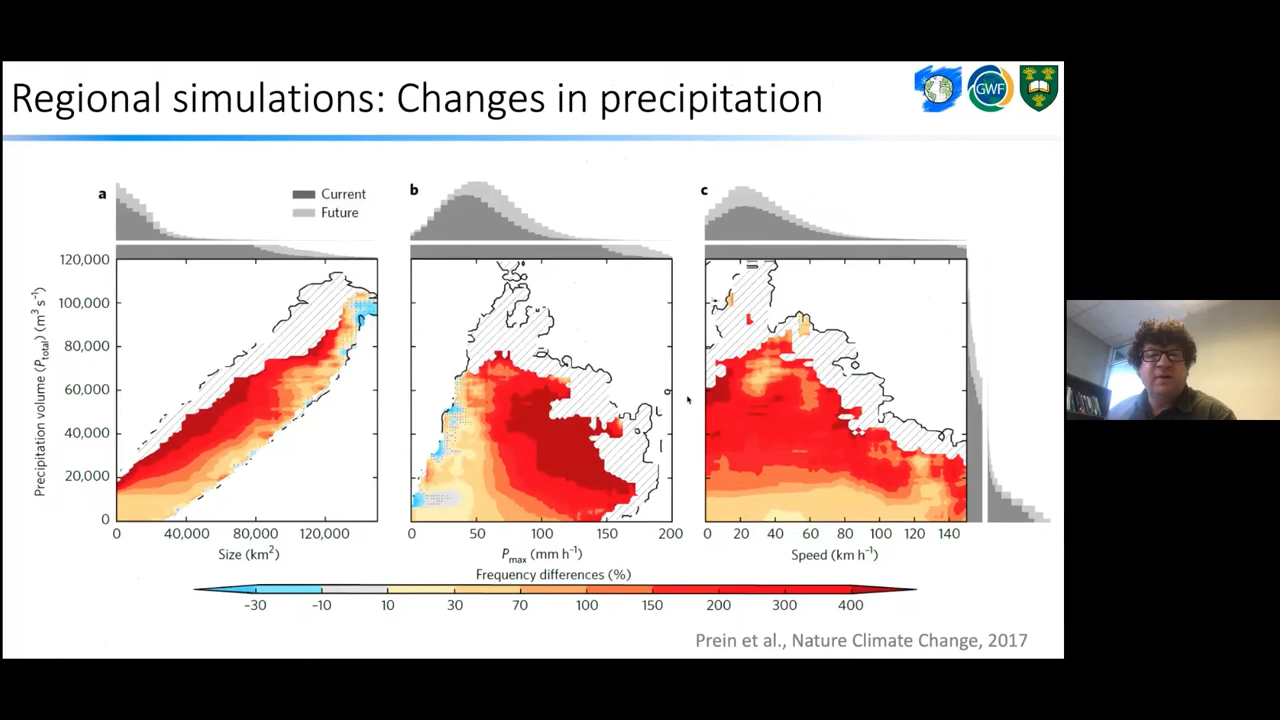 Regional simulations: Changes in precipitation
GWF
a
Current
Future
b
c
Precipitation volume (P total) (m³ s⁻¹)
120,000
100,000
80,000
60,000
40,000
20,000
0
0 40,000 80,000 120,000
Size (km²)
0 50 100 150 200
P max (mm h⁻¹)
0 20 40 60 80 100 120 140
Speed (km h⁻¹)
Frequency differences (%)
-30 -10 10 30 70 100 150 200 300 400
Prein et al., Nature Climate Change, 2017